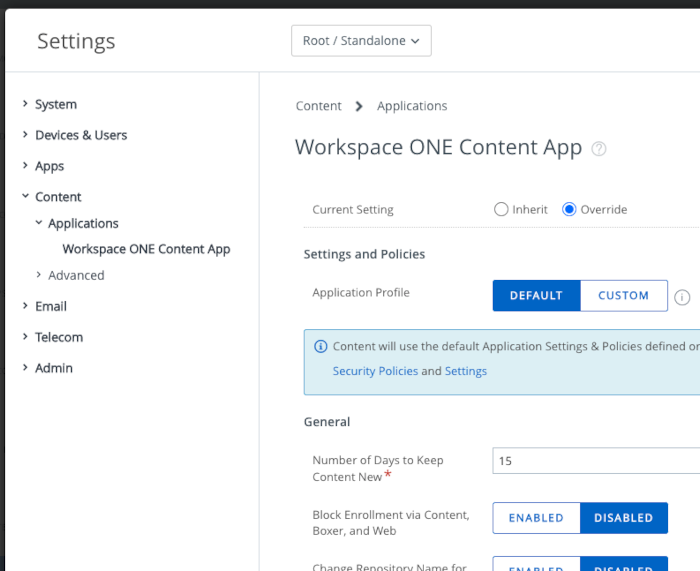 Settings
Root / Standalone
System
Devices & Users
Apps
Content
Applications
Workspace ONE Content App
Advanced
Email
Telecom
Admin
Content > Applications
Workspace ONE Content App
Current Setting
Inherit
Override
Settings and Policies
Application Profile
DEFAULT
CUSTOM
Content will use the default Application Settings & Policies defined
Security Policies and Settings
General
Number of Days to Keep
Content New *
15
Block Enrollment via Content,
Boxer, and Web
ENABLED
DISABLED
Change Repository Name for
ENABLED
DISABLED